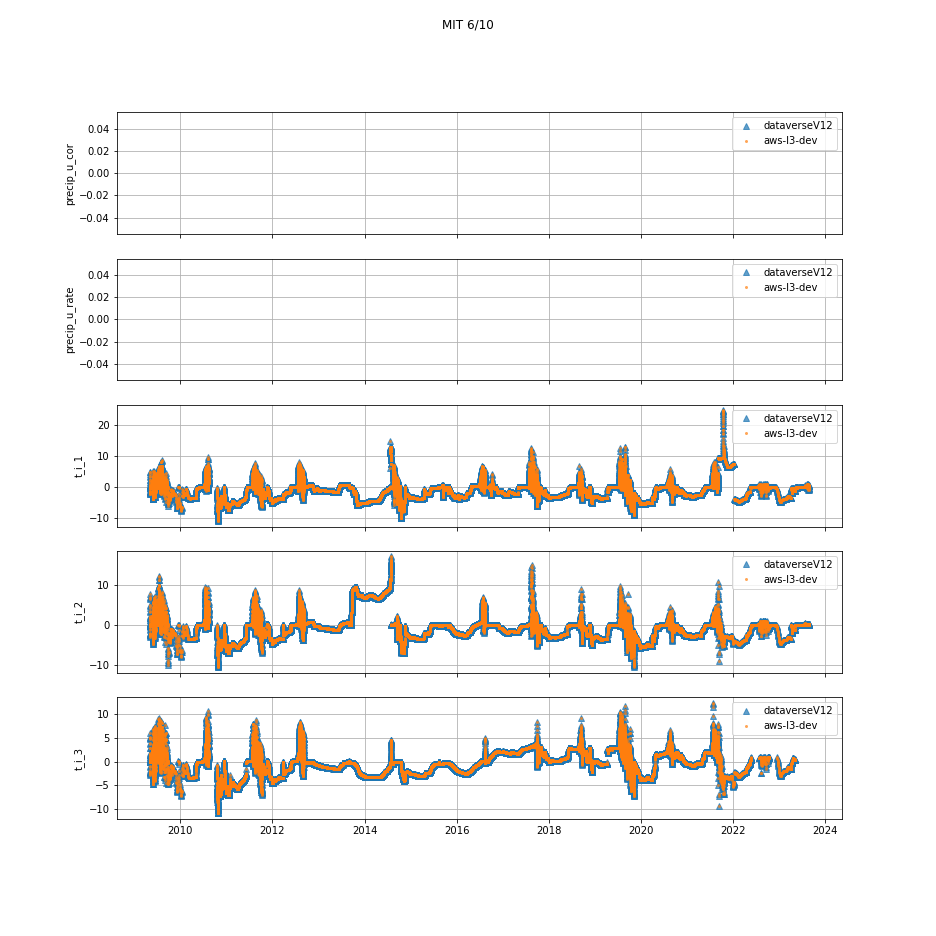 MIT 6/10
precip_u_cor
0.04
0.02
0.00
−0.02
−0.04
dataverseV12
aws-l3-dev
precip_u_rate
0.04
0.02
0.00
−0.02
−0.04
dataverseV12
aws-l3-dev
t_i_1
20
10
0
−10
dataverseV12
aws-l3-dev
t_i_2
10
0
−10
dataverseV12
aws-l3-dev
t_i_3
10
5
0
−5
−10
dataverseV12
aws-l3-dev
2010 2012 2014 2016 2018 2020 2022 2024